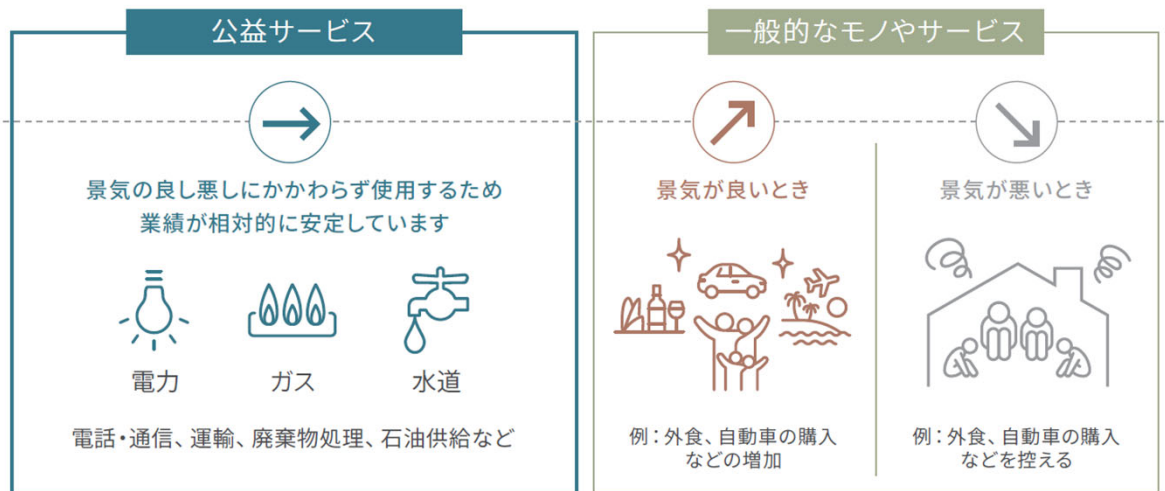 公益サービス
景気の良し悪しにかかわらず使用するため
業績が相対的に安定しています
電力
ガス
水道
電話・通信、運輸、廃棄物処理、石油供給など
一般的なモノやサービス
景気が良いとき
例：外食、自動車の購入
などの増加
景気が悪いとき
例：外食、自動車の購入
などを控える